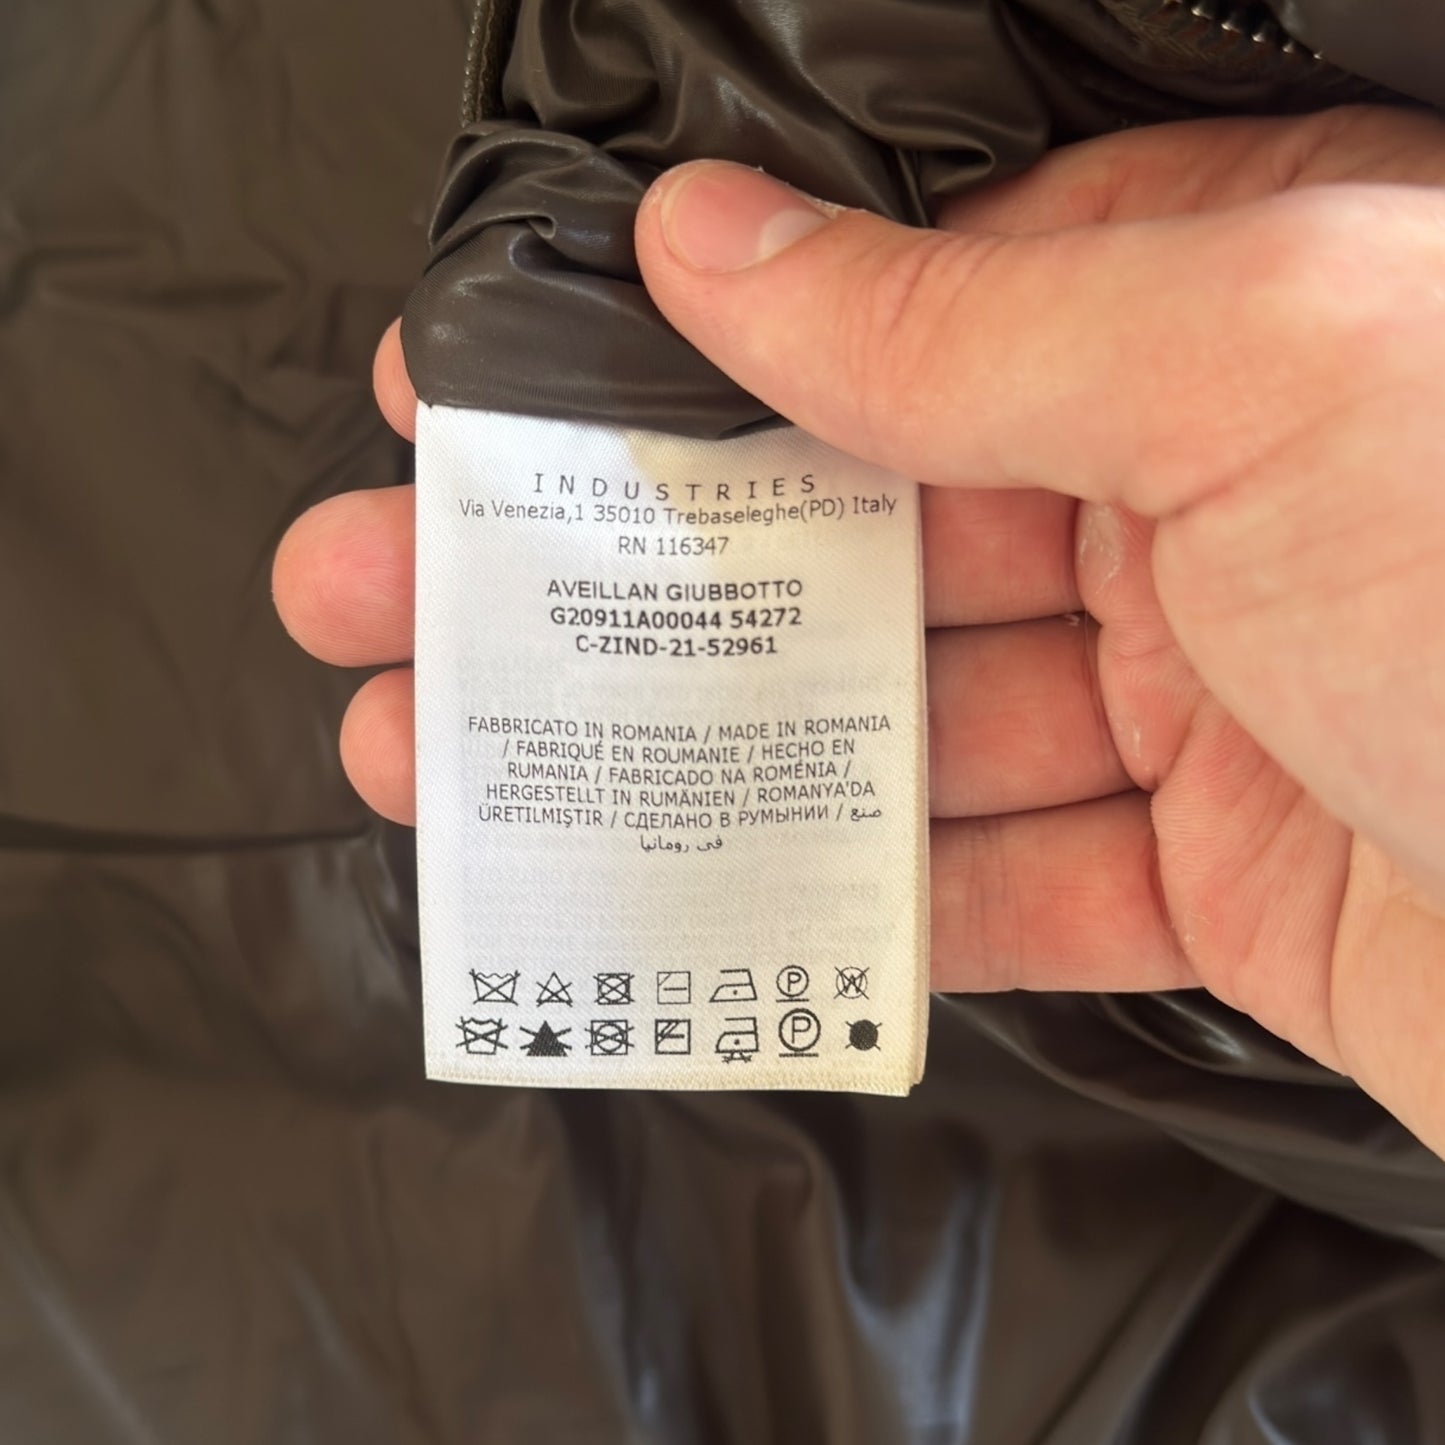 INDUSTRIES
Via Venezia,1 35010 Trebaseleghe(PD) Italy
RN 116347
AVEILLAN GIUBBOTTO
G20911A00044 54272
C-ZIND-21-52961
FABBRICATO IN ROMANIA / MADE IN ROMANIA
/ FABRIQUÉ EN ROUMANIE / HECHO EN
RUMANIA / FABRICADO NA ROMÉNIA /
HERGESTELLT IN RUMÄNIEN / ROMANYA'DA
ÜRETILMIŞTIR / СДЕЛАНО В РУМЫНИИ / صنع
في رومانيا
P W
P